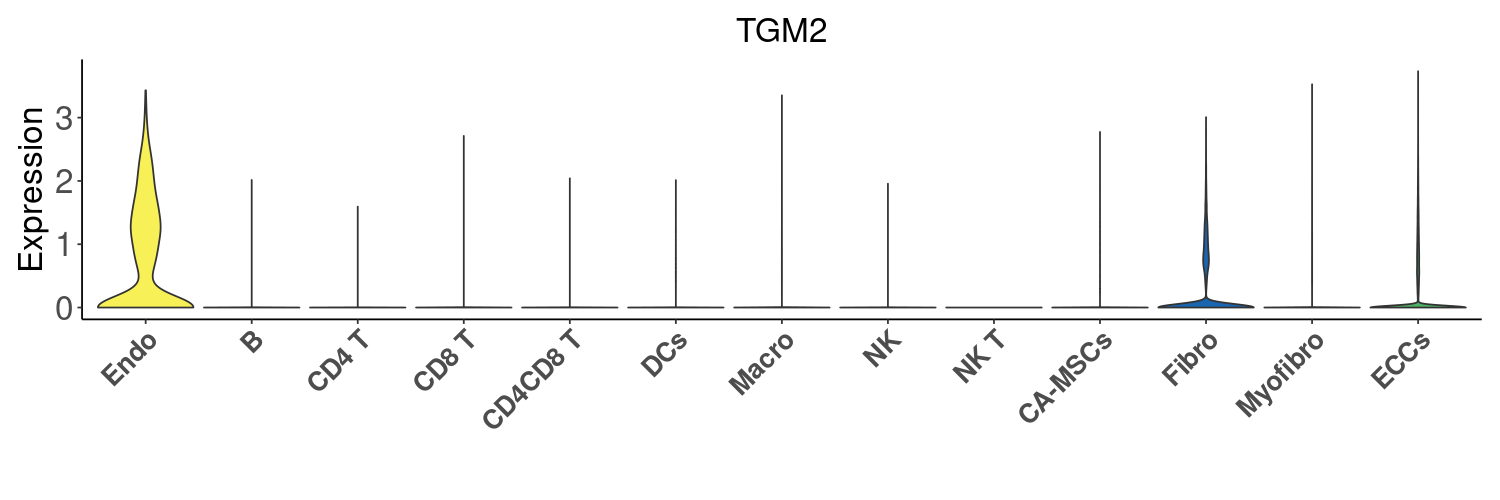 TGM2
Expression
3
2
1
0
Endo
B
CD4 T
CD8 T
CD4CD8 T
DCs
Macro
NK
NK T
CA-MSCs
Fibro
Myofibro
ECCs